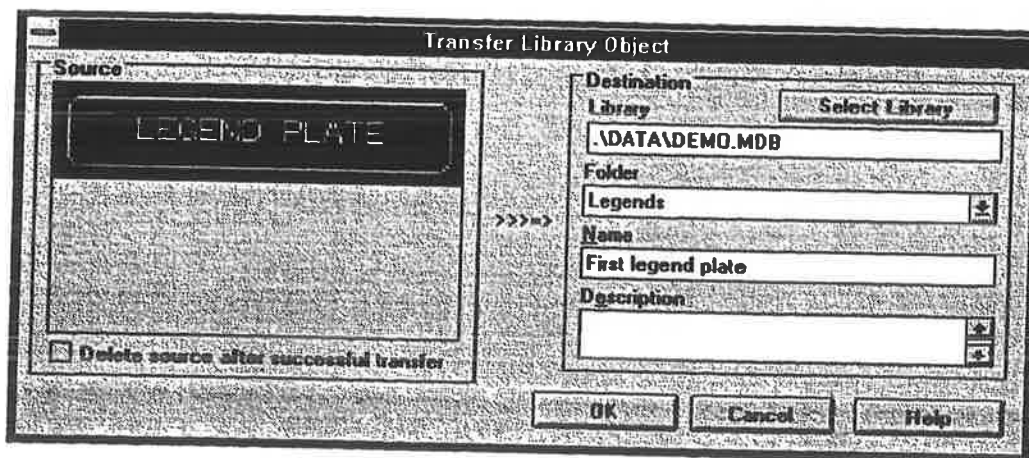 Transfer Library Object
Source
LEGEND PLATE
Delete source after successful transfer
>>>=>
Destination
Library
Select Library
.\DATA\DEMO.MDB
Folder
Legends
Name
First legend plate
Description
OK
Cancel
Help